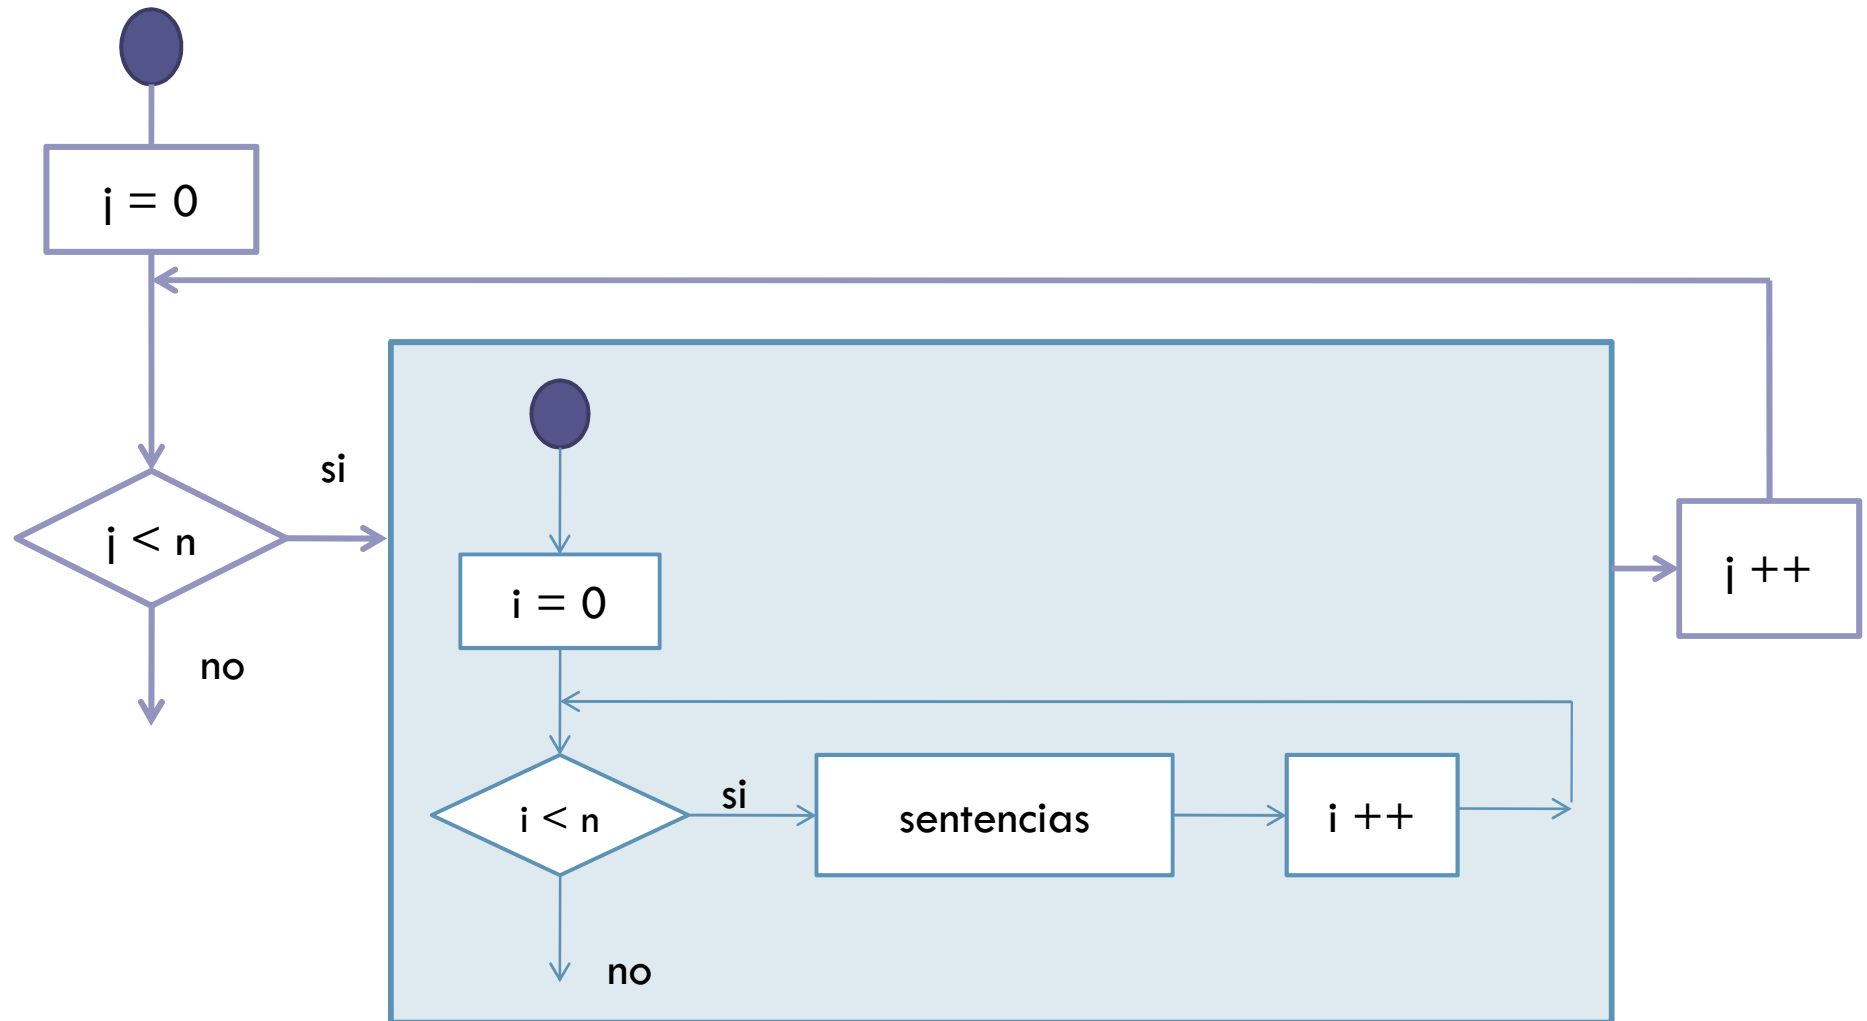 j = 0
j < n
si
no
i = 0
i < n
si
sentencias
i ++
no
j ++